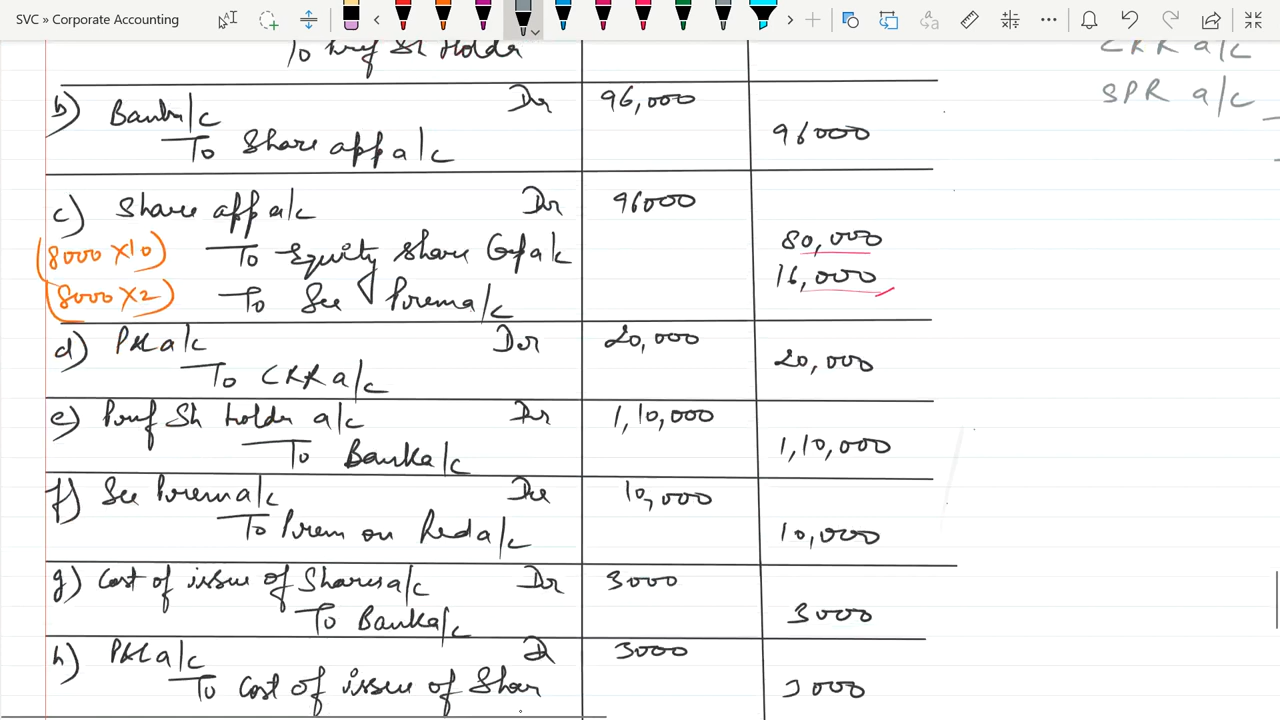 SVC » Corporate Accounting
To Pref Sh Holdr
CRR a/c
SPR a/c
b) Bank a/c Dr 96,000
To Share app a/c 96000
c) Share app a/c Dr 96000
(8000 × 10) To Equity Share Cap a/c 80,000
(8000 × 2) To Sec Prem a/c 16,000
d) P&L a/c Dr 20,000
To CRR a/c 20,000
e) Pref Sh holdr a/c Dr 1,10,000
To Bank a/c 1,10,000
f) Sec Prem a/c Dr 10,000
To Prem on Red a/c 10,000
g) Cost of issue of Shares a/c Dr 3000
To Bank a/c 3000
h) P&L a/c D 3000
To Cost of issue of Shar 3000